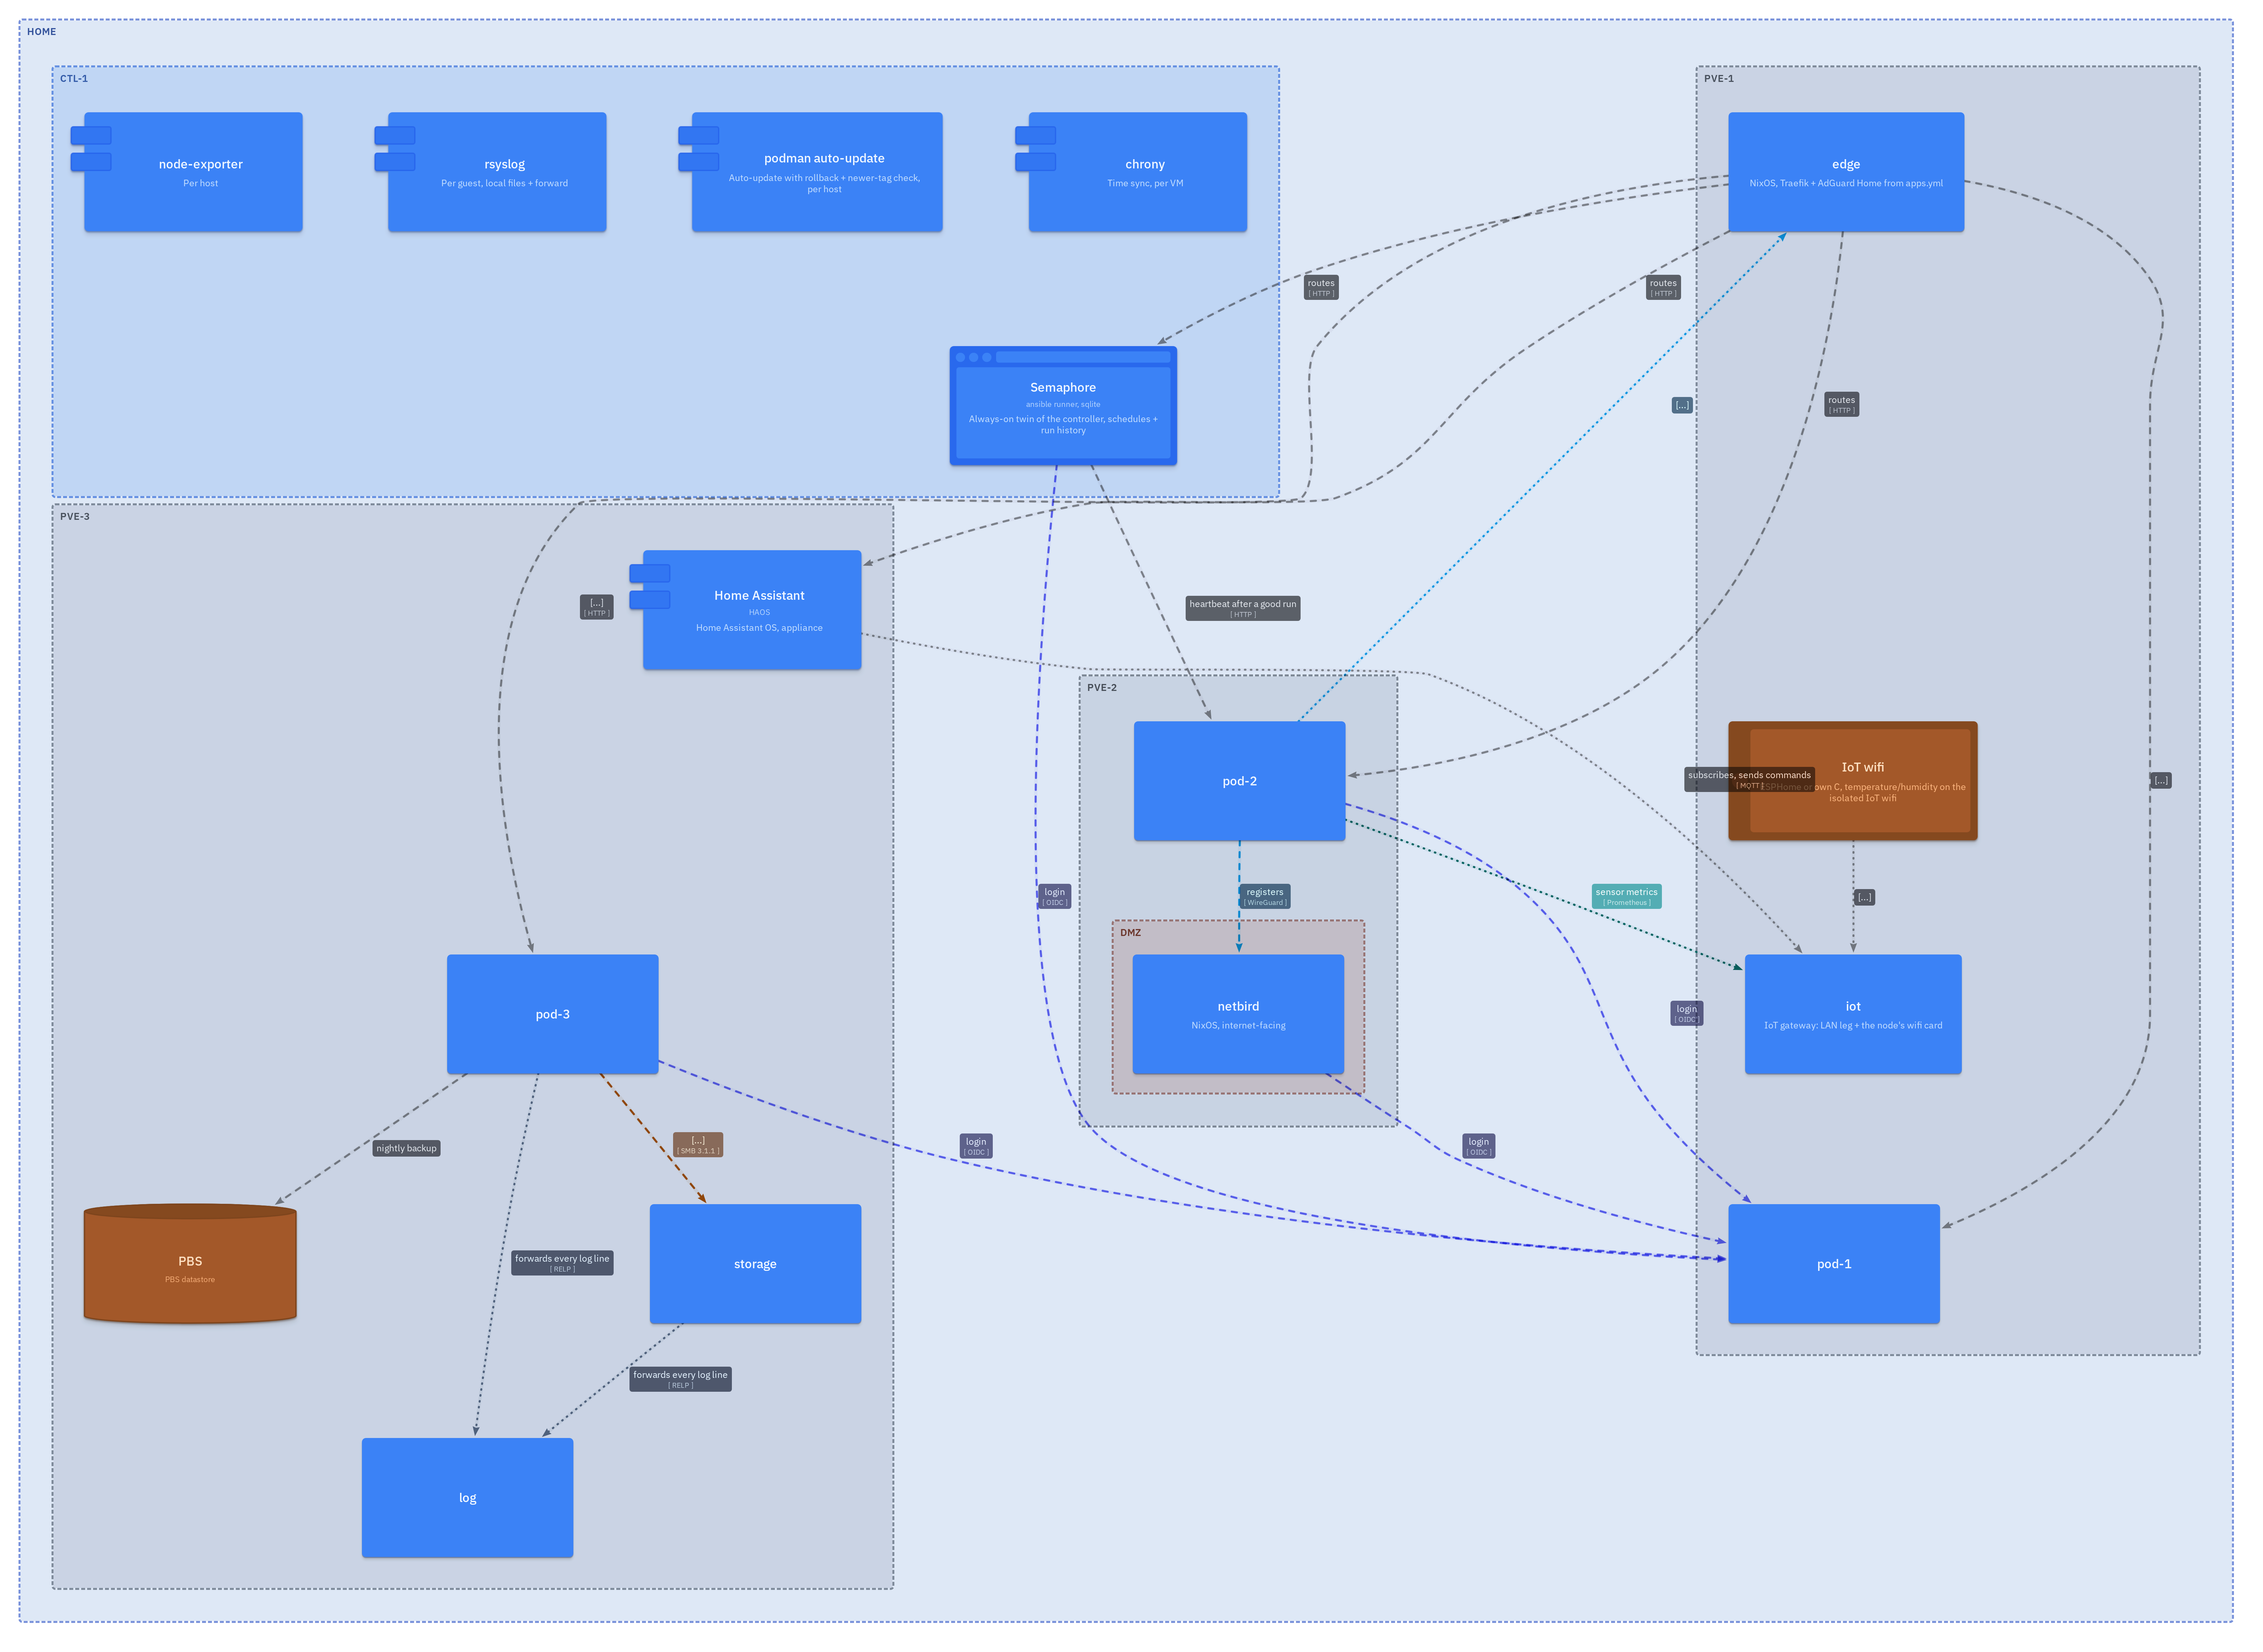 HOME
CTL-1
node-exporter
Per host
rsyslog
Per guest, local files + forward
podman auto-update
Auto-update with rollback + newer-tag check,
per host
chrony
Time sync, per VM
PVE-1
edge
NixOS, Traefik + AdGuard Home from apps.yml
routes
[ HTTP ]
routes
[ HTTP ]
Semaphore
ansible runner, sqlite
Always-on twin of the controller, schedules +
run history
[...]
routes
[ HTTP ]
PVE-3
Home Assistant
HAOS
Home Assistant OS, appliance
[...]
[ HTTP ]
heartbeat after a good run
[ HTTP ]
PVE-2
pod-2
IoT wifi
own C, temperature/humidity on the
isolated IoT wifi
subscribes, sends commands
[ MQTT ]
[...]
login
[ OIDC ]
registers
[ WireGuard ]
sensor metrics
[ Prometheus ]
[...]
DMZ
netbird
NixOS, internet-facing
pod-3
login
[ OIDC ]
iot
IoT gateway: LAN leg + the node's wifi card
nightly backup
[...]
[ SMB 3.1.1 ]
login
[ OIDC ]
login
[ OIDC ]
PBS
PBS datastore
forwards every log line
[ RELP ]
storage
pod-1
forwards every log line
[ RELP ]
log